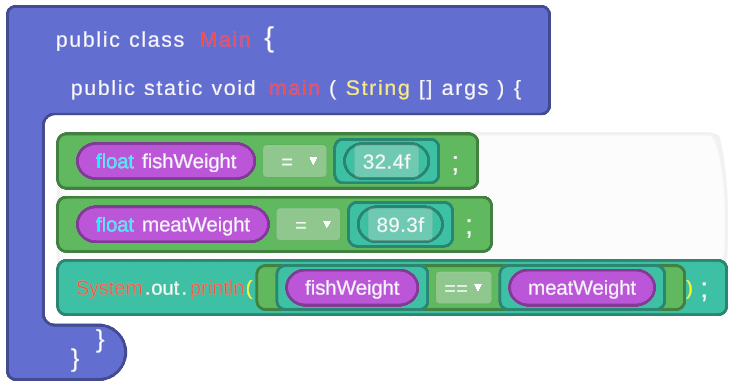 public class Main {
public static void main ( String [] args ) {
float fishWeight = ▼ 32.4f ;
float meatWeight = ▼ 89.3f ;
System.out.println( fishWeight == ▼ meatWeight ) ;
}
}